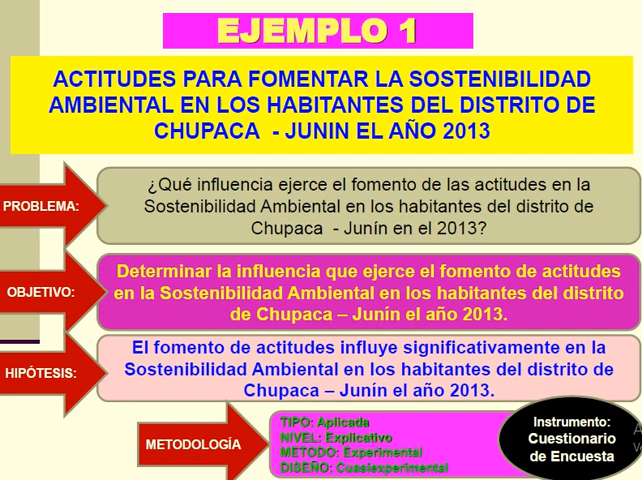 EJEMPLO 1
ACTITUDES PARA FOMENTAR LA SOSTENIBILIDAD
AMBIENTAL EN LOS HABITANTES DEL DISTRITO DE
CHUPACA - JUNIN EL AÑO 2013
PROBLEMA:
¿Qué influencia ejerce el fomento de las actitudes en la
Sostenibilidad Ambiental en los habitantes del distrito de
Chupaca - Junín en el 2013?
OBJETIVO:
Determinar la influencia que ejerce el fomento de actitudes
en la Sostenibilidad Ambiental en los habitantes del distrito
de Chupaca – Junín el año 2013.
HIPÓTESIS:
El fomento de actitudes influye significativamente en la
Sostenibilidad Ambiental en los habitantes del distrito de
Chupaca – Junín el año 2013.
METODOLOGÍA
TIPO: Aplicada
NIVEL: Explicativo
METODO: Experimental
DISEÑO: Cuasiexperimental
Instrumento:
Cuestionario
de Encuesta